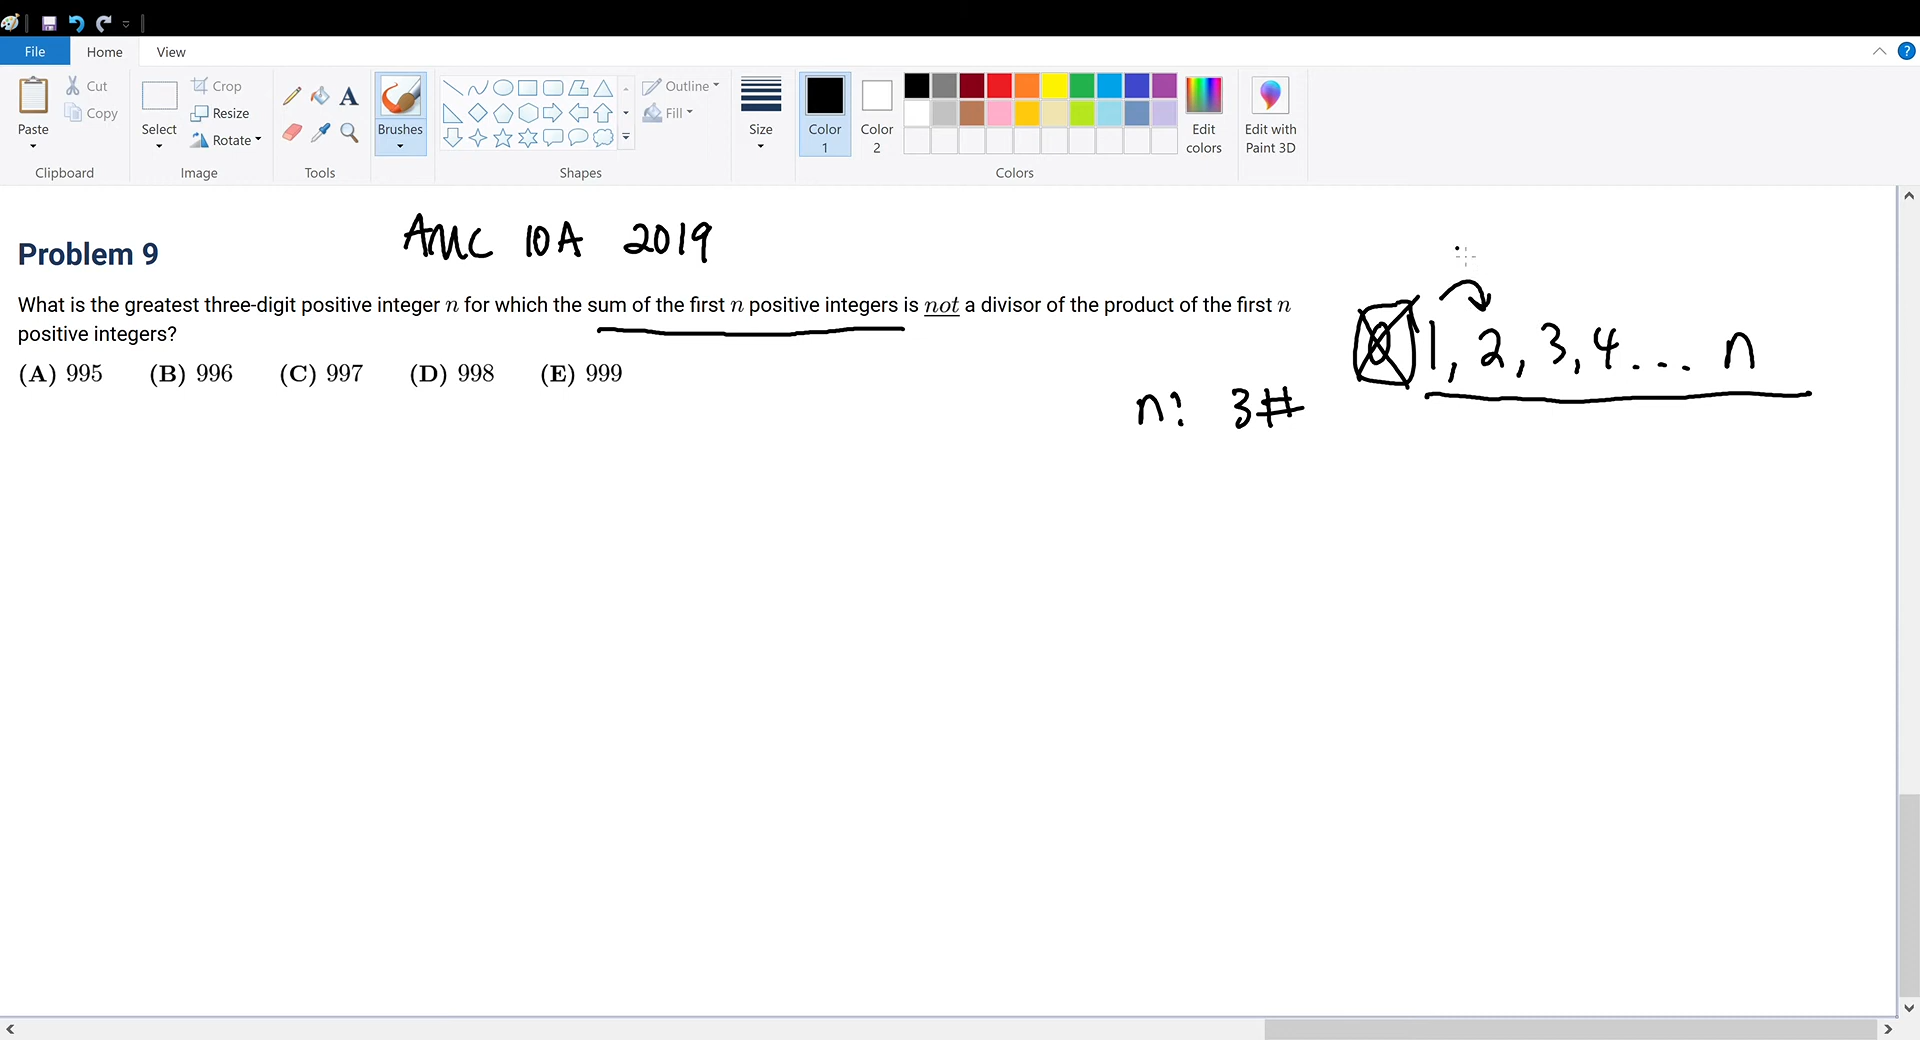 File Home View
Paste Cut Copy Clipboard
Select Crop Resize Rotate Image
A Tools
Brushes
Shapes
Outline Fill
Size
Color 1 Color 2 Edit colors Colors
Edit with Paint 3D
?
AMC 10A 2019
Problem 9
What is the greatest three-digit positive integer n for which the sum of the first n positive integers is not a divisor of the product of the first n
positive integers?
(A) 995 (B) 996 (C) 997 (D) 998 (E) 999
0 1, 2, 3, 4... n
n: 3#